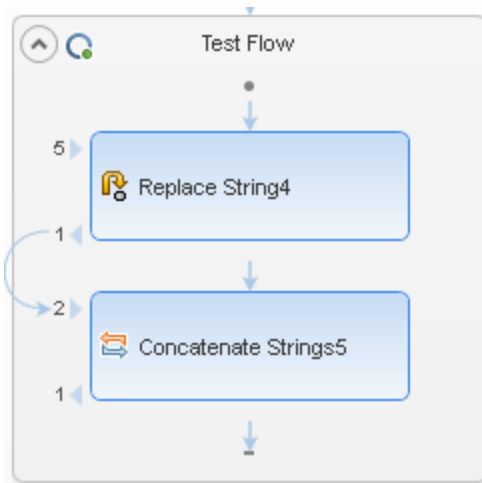 Test Flow
5
Replace String4
1
2
Concatenate Strings5
1